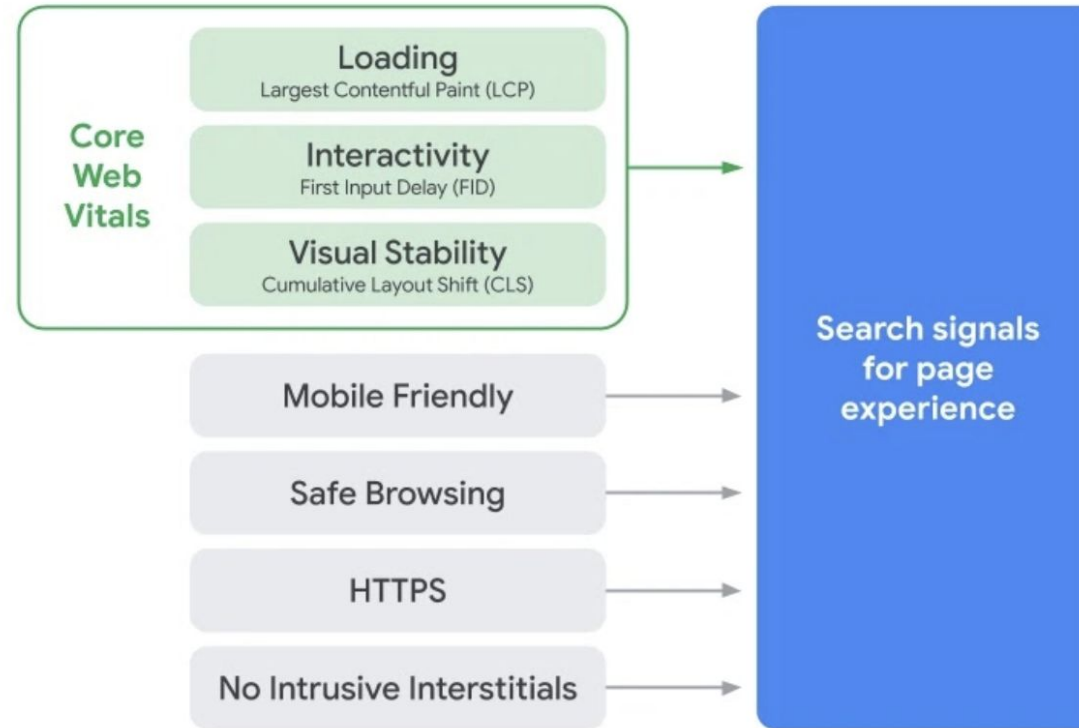 Core
Web
Vitals
Loading
Largest Contentful Paint (LCP)
Interactivity
First Input Delay (FID)
Visual Stability
Cumulative Layout Shift (CLS)
Mobile Friendly
Safe Browsing
HTTPS
No Intrusive Interstitials
Search signals
for page
experience